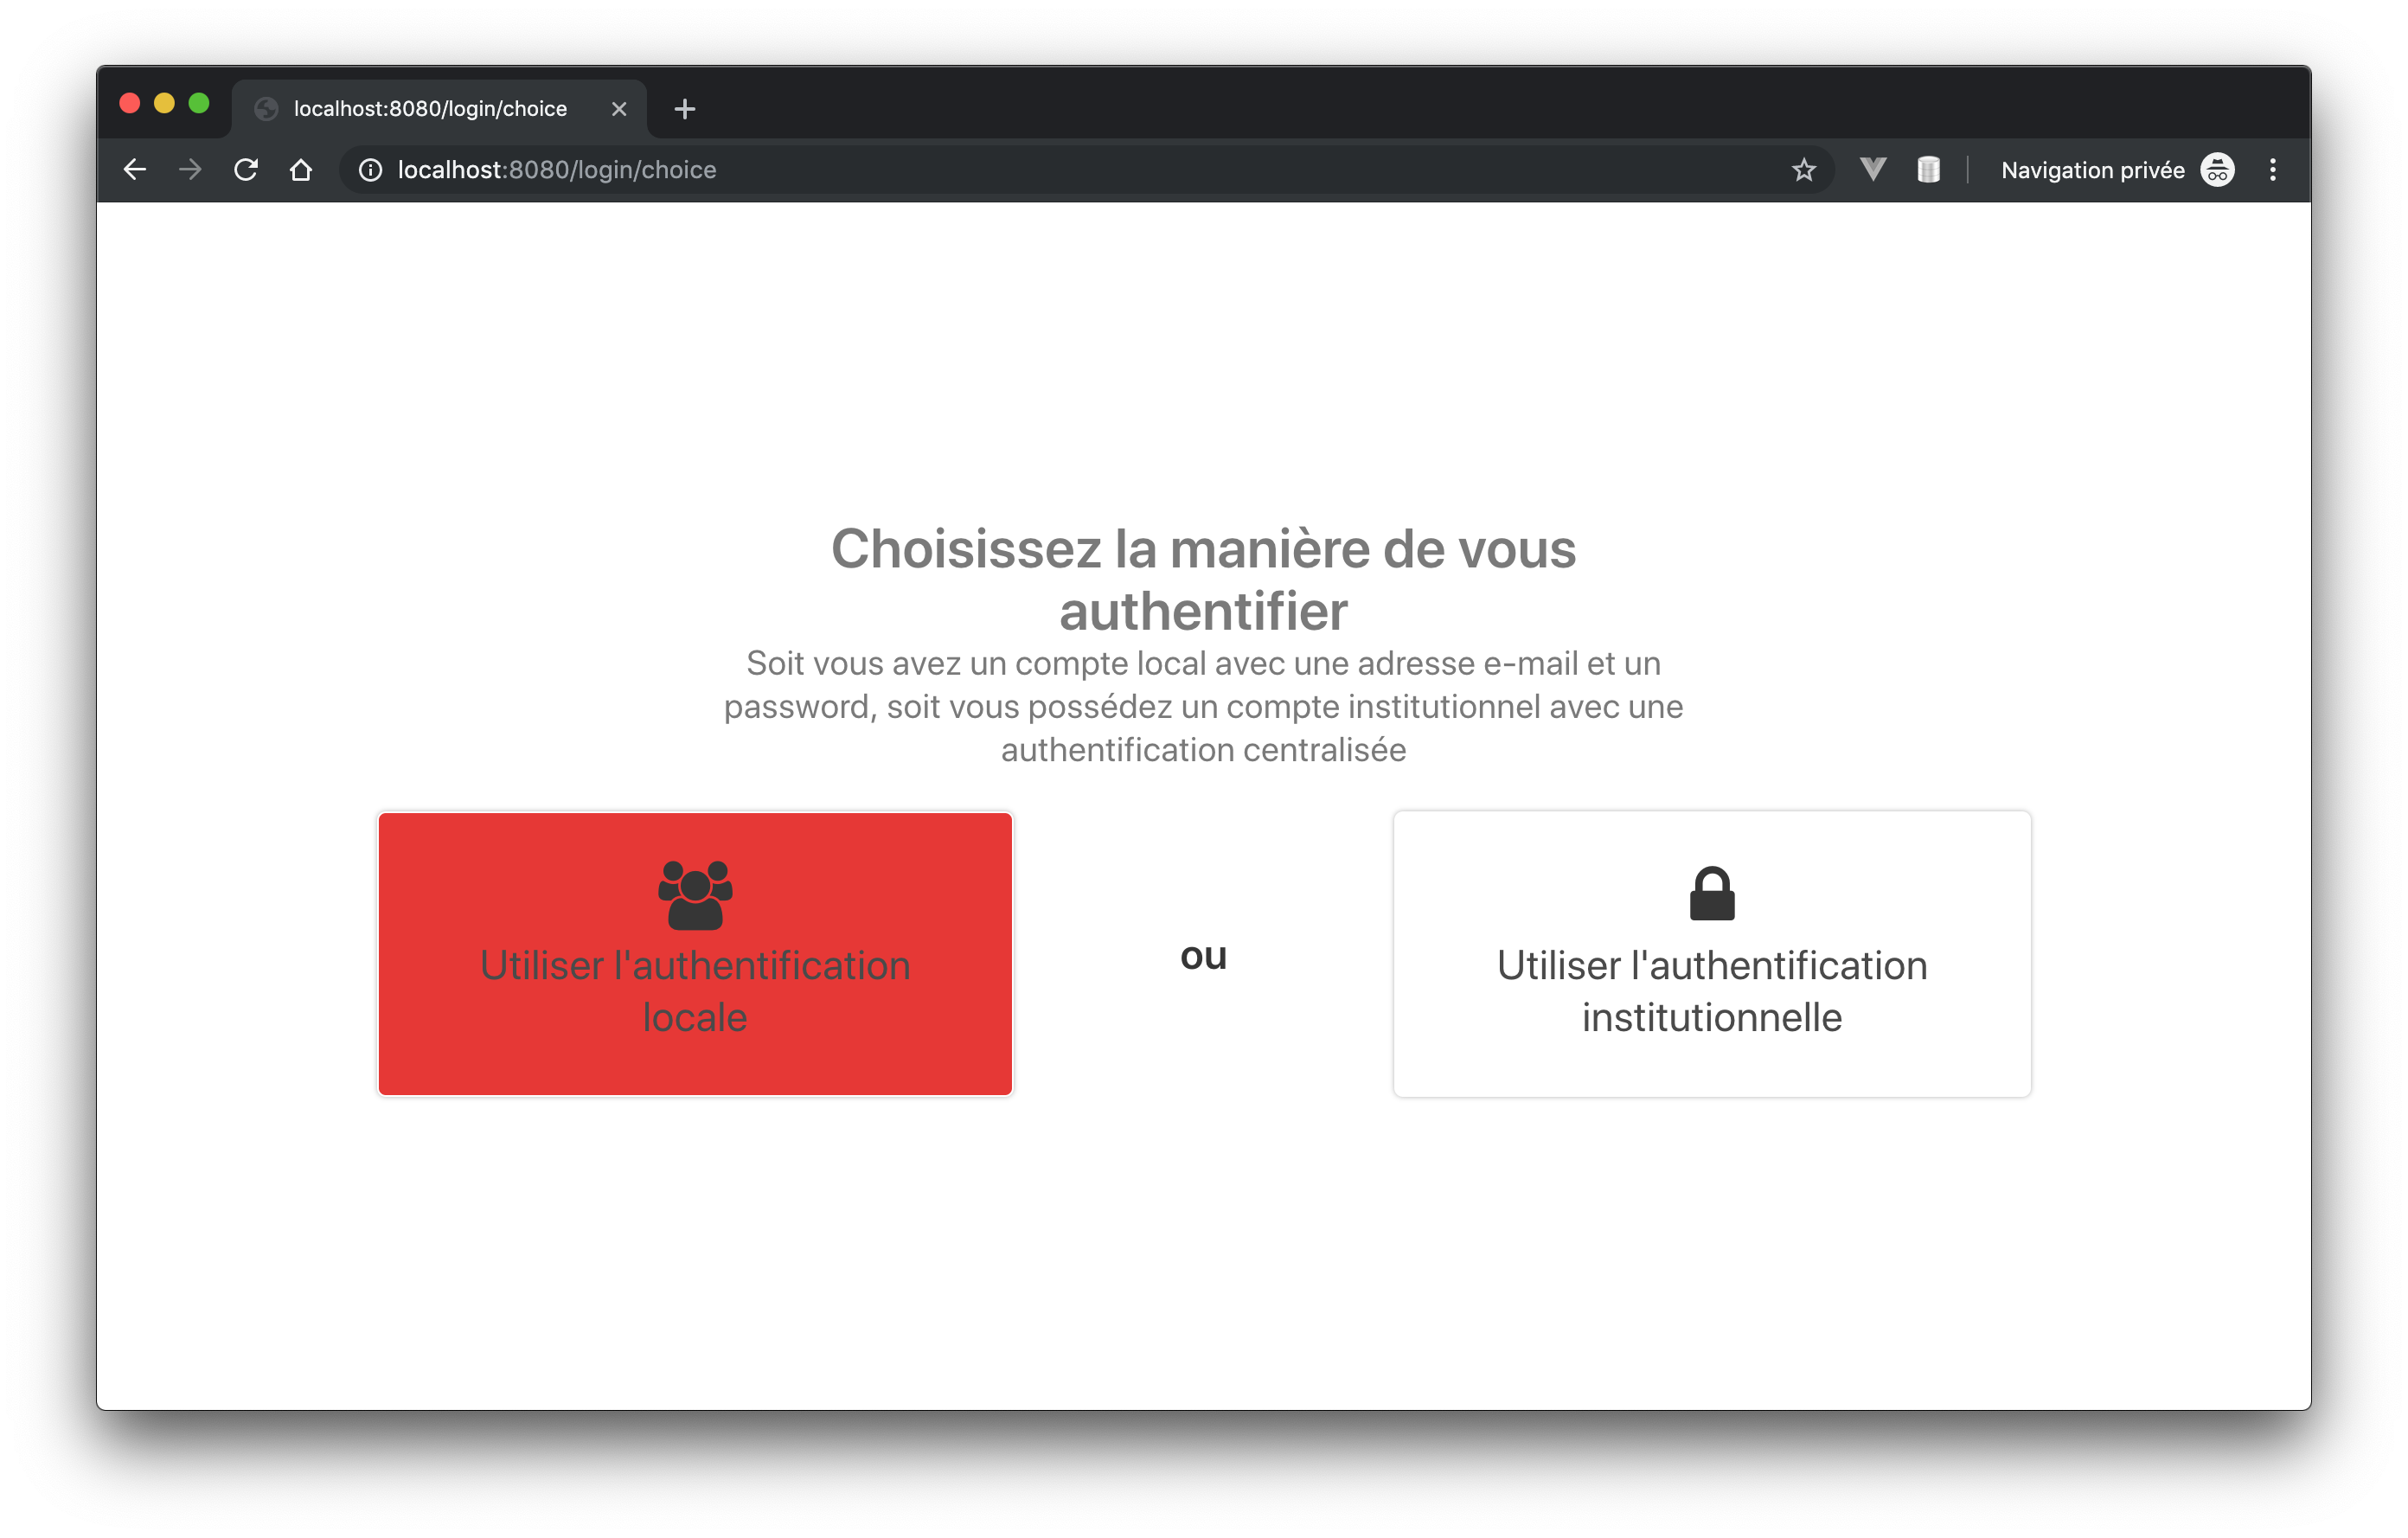 localhost:8080/login/choice
localhost:8080/login/choice
Navigation privée
Choisissez la manière de vous
authentifier
Soit vous avez un compte local avec une adresse e-mail et un
password, soit vous possédez un compte institutionnel avec une
authentification centralisée
Utiliser l'authentification
locale
ou
Utiliser l'authentification
institutionnelle